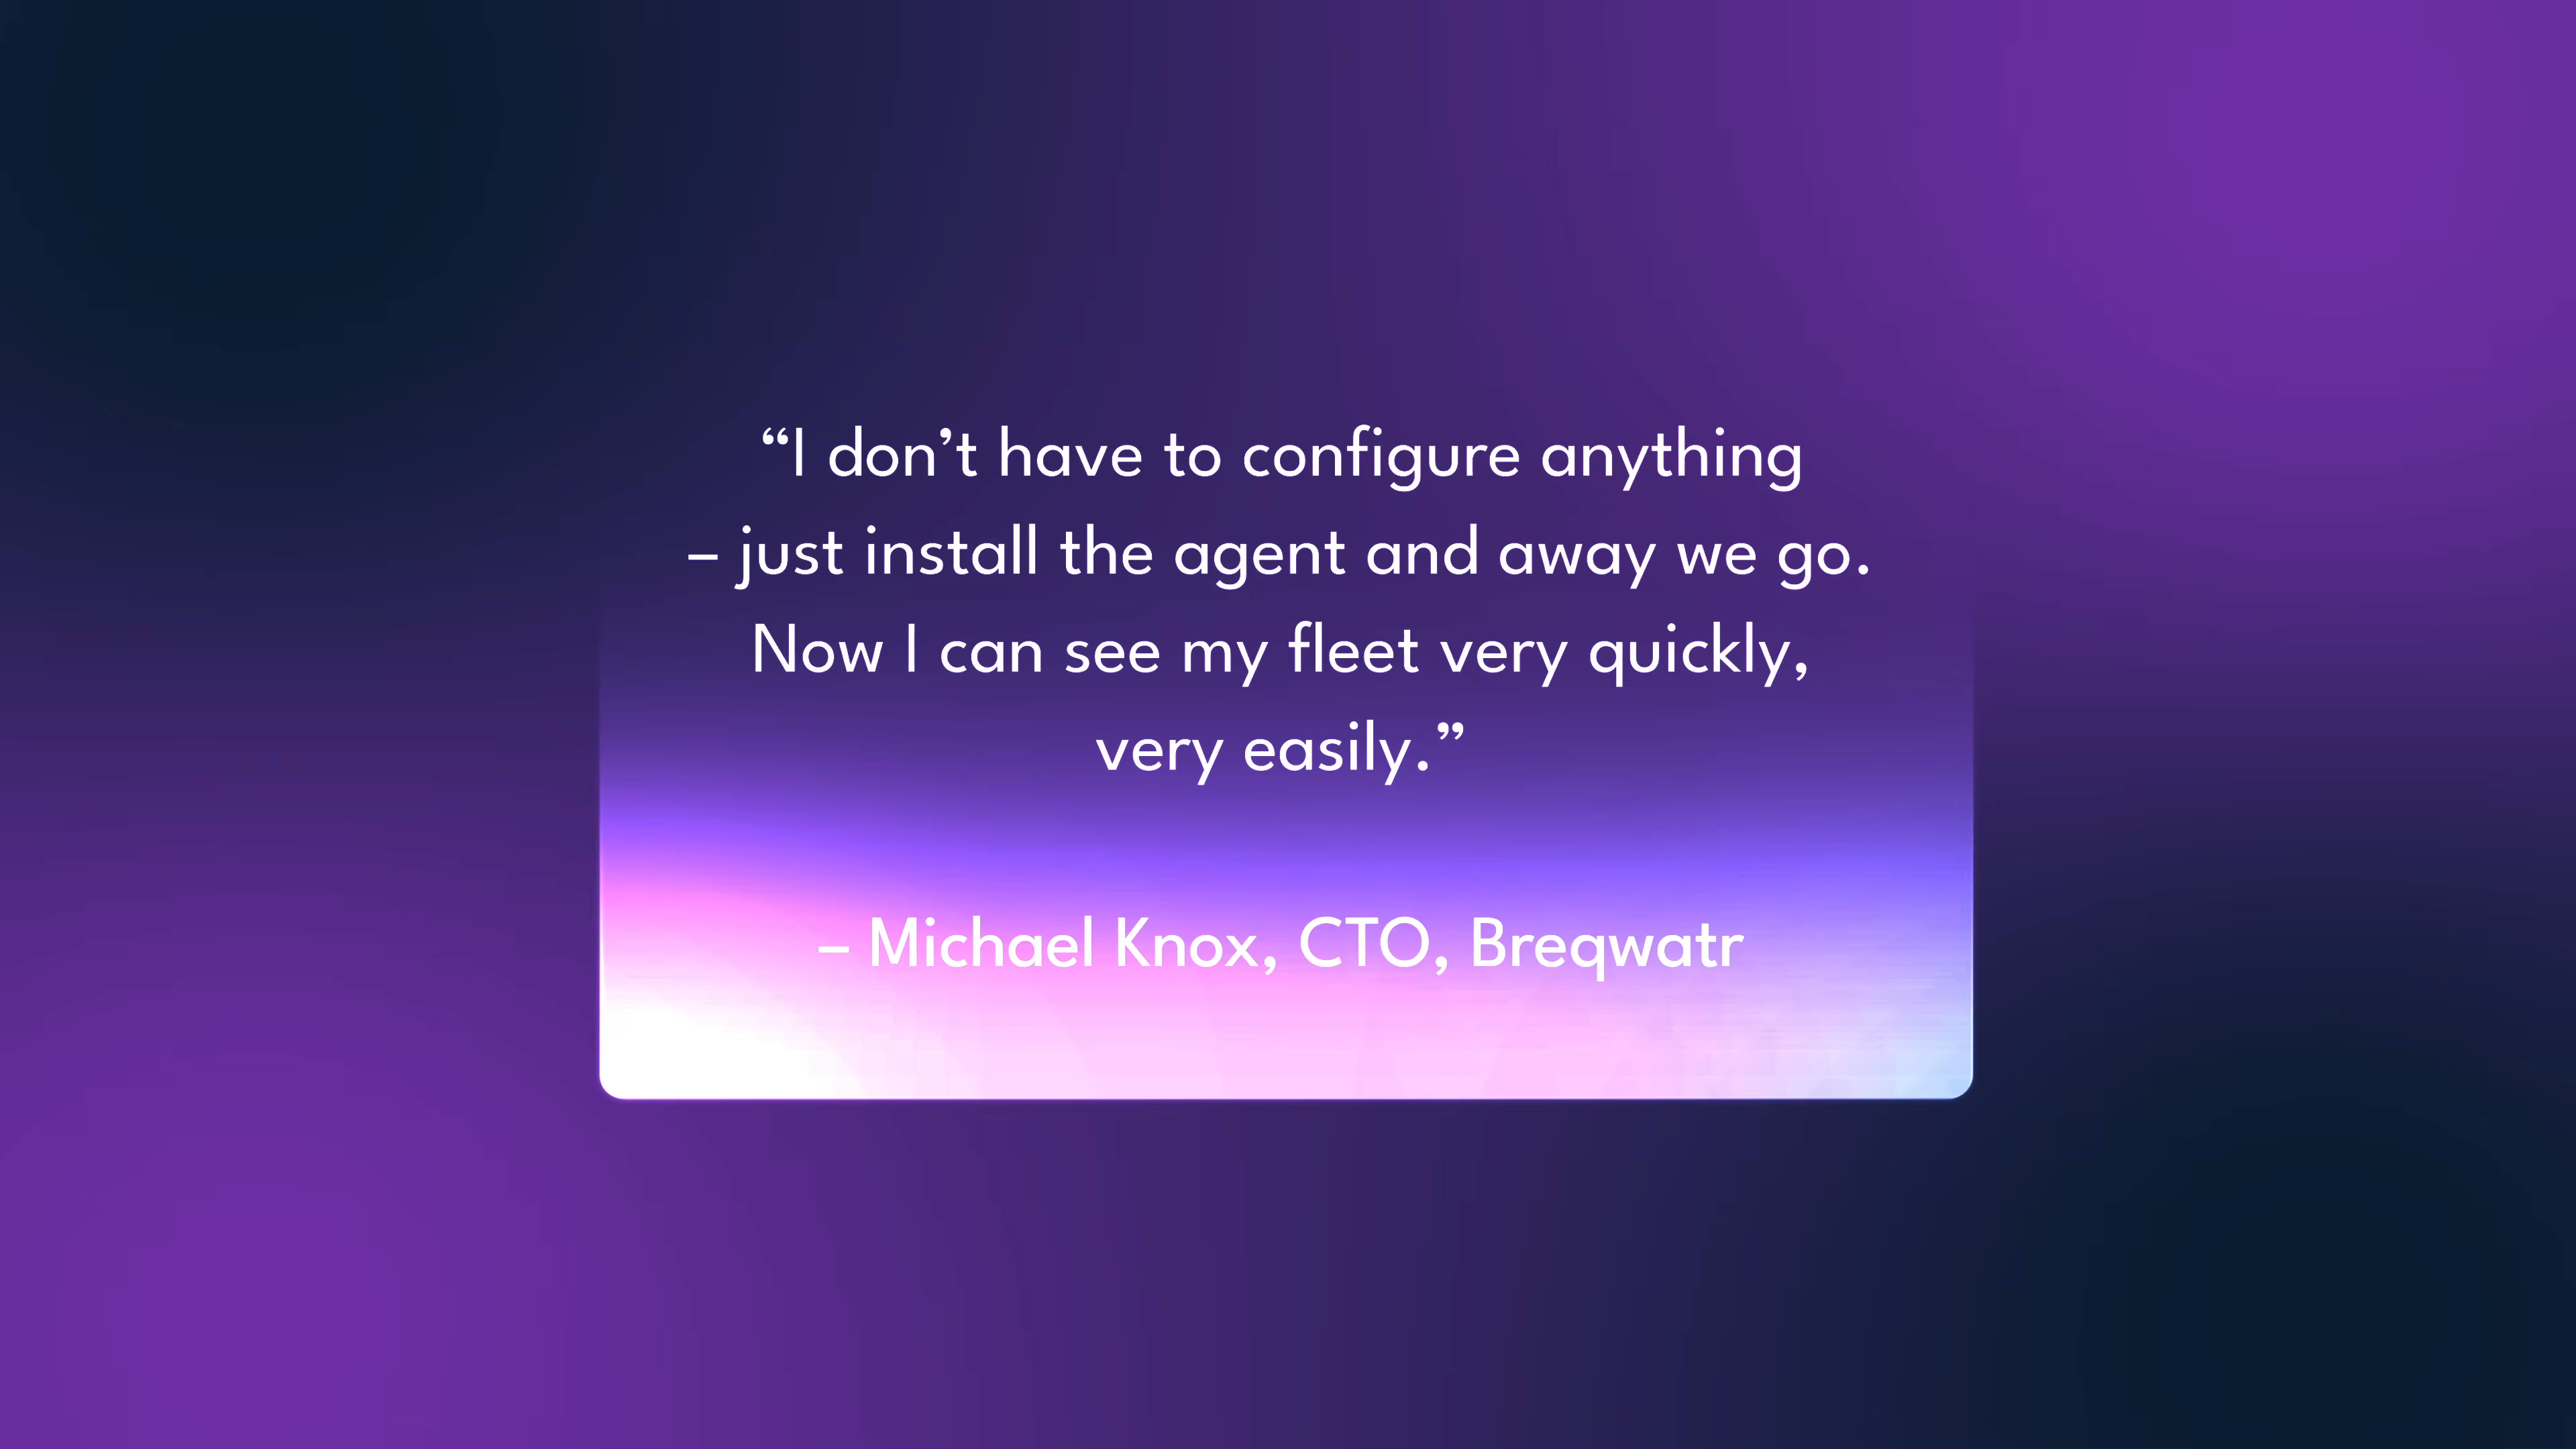 “I don’t have to configure anything
– just install the agent and away we go.
Now I can see my fleet very quickly,
very easily.”
– Michael Knox, CTO, Breqwatr